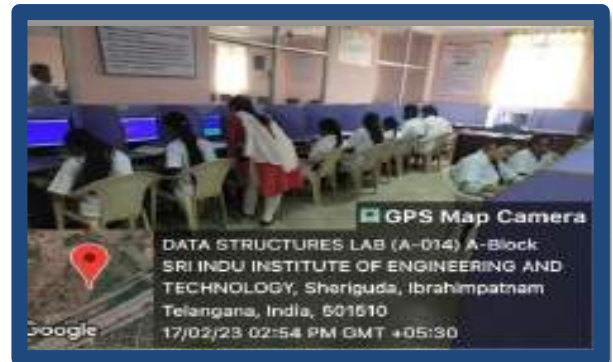 GPS Map Camera
DATA STRUCTURES LAB (A-014) A-Block
SRI INDU INSTITUTE OF ENGINEERING AND
TECHNOLOGY, Sheriguda, Ibrahimpatnam
Telangana, India, 501510
17/02/23 02:54 PM GMT +05:30
Google